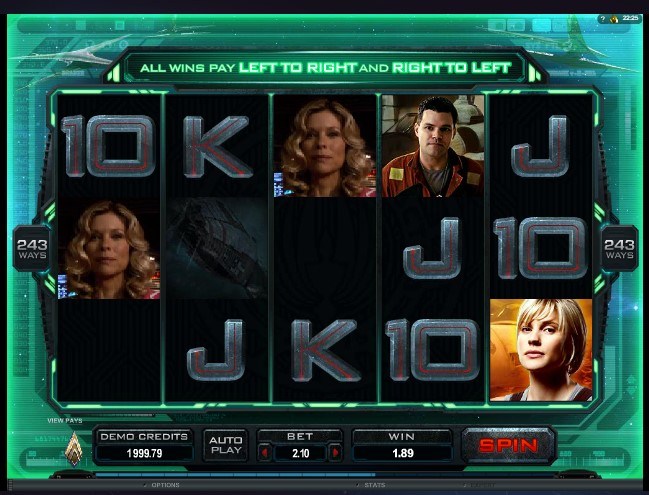 ? 22:25
ALL WINS PAY LEFT TO RIGHT AND RIGHT TO LEFT
10 K J
243 WAYS
J 10
243 WAYS
J K 10
VIEW PAYS
DEMO CREDITS
1999.79
AUTO PLAY
BET
2.10
WIN
1.89
SPIN
OPTIONS
STATS